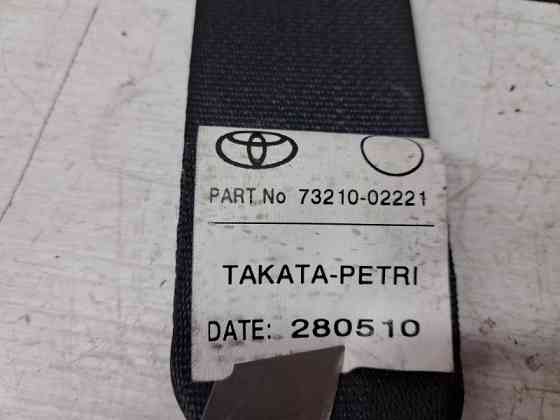 PART No 73210-02221
TAKATA-PETRI
DATE: 280510